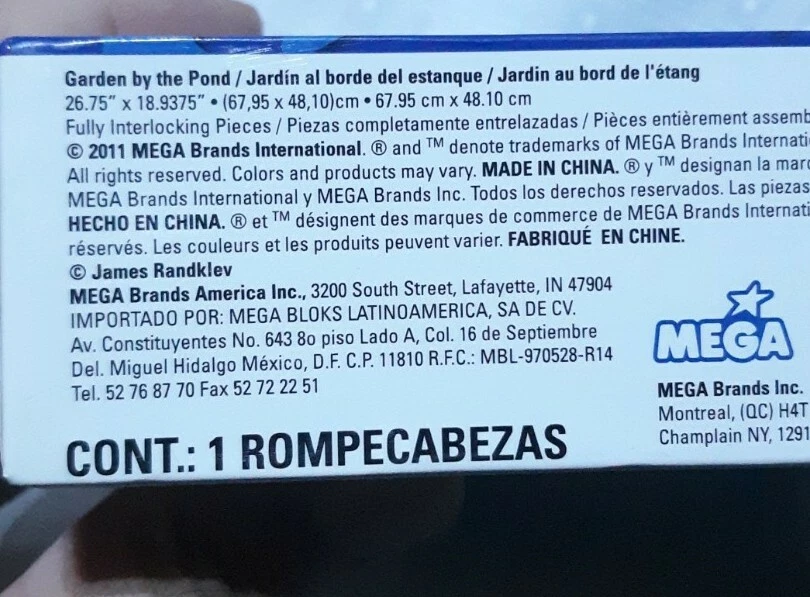 Garden by the Pond / Jardín al borde del estanque / Jardin au bord de l'étang
26.75" x 18.9375" • (67,95 x 48,10)cm • 67.95 cm x 48.10 cm
Fully Interlocking Pieces / Piezas completamente entrelazadas / Pièces entièrement assemb
© 2011 MEGA Brands International. ® and ™ denote trademarks of MEGA Brands Internati
All rights reserved. Colors and products may vary. MADE IN CHINA. ® y ™ designan la marc
MEGA Brands International y MEGA Brands Inc. Todos los derechos reservados. Las piezas
HECHO EN CHINA. ® et ™ désignent des marques de commerce de MEGA Brands Internati
réservés. Les couleurs et les produits peuvent varier. FABRIQUÉ EN CHINE.
© James Randklev
MEGA Brands America Inc., 3200 South Street, Lafayette, IN 47904
IMPORTADO POR: MEGA BLOKS LATINOAMERICA, SA DE CV.
Av. Constituyentes No. 643 8o piso Lado A, Col. 16 de Septiembre
Del. Miguel Hidalgo México, D.F. C.P. 11810 R.F.C.: MBL-970528-R14
Tel. 52 76 87 70 Fax 52 72 22 51
CONT.: 1 ROMPECABEZAS
MEGA
MEGA Brands Inc.
Montreal, (QC) H4T
Champlain NY, 1291